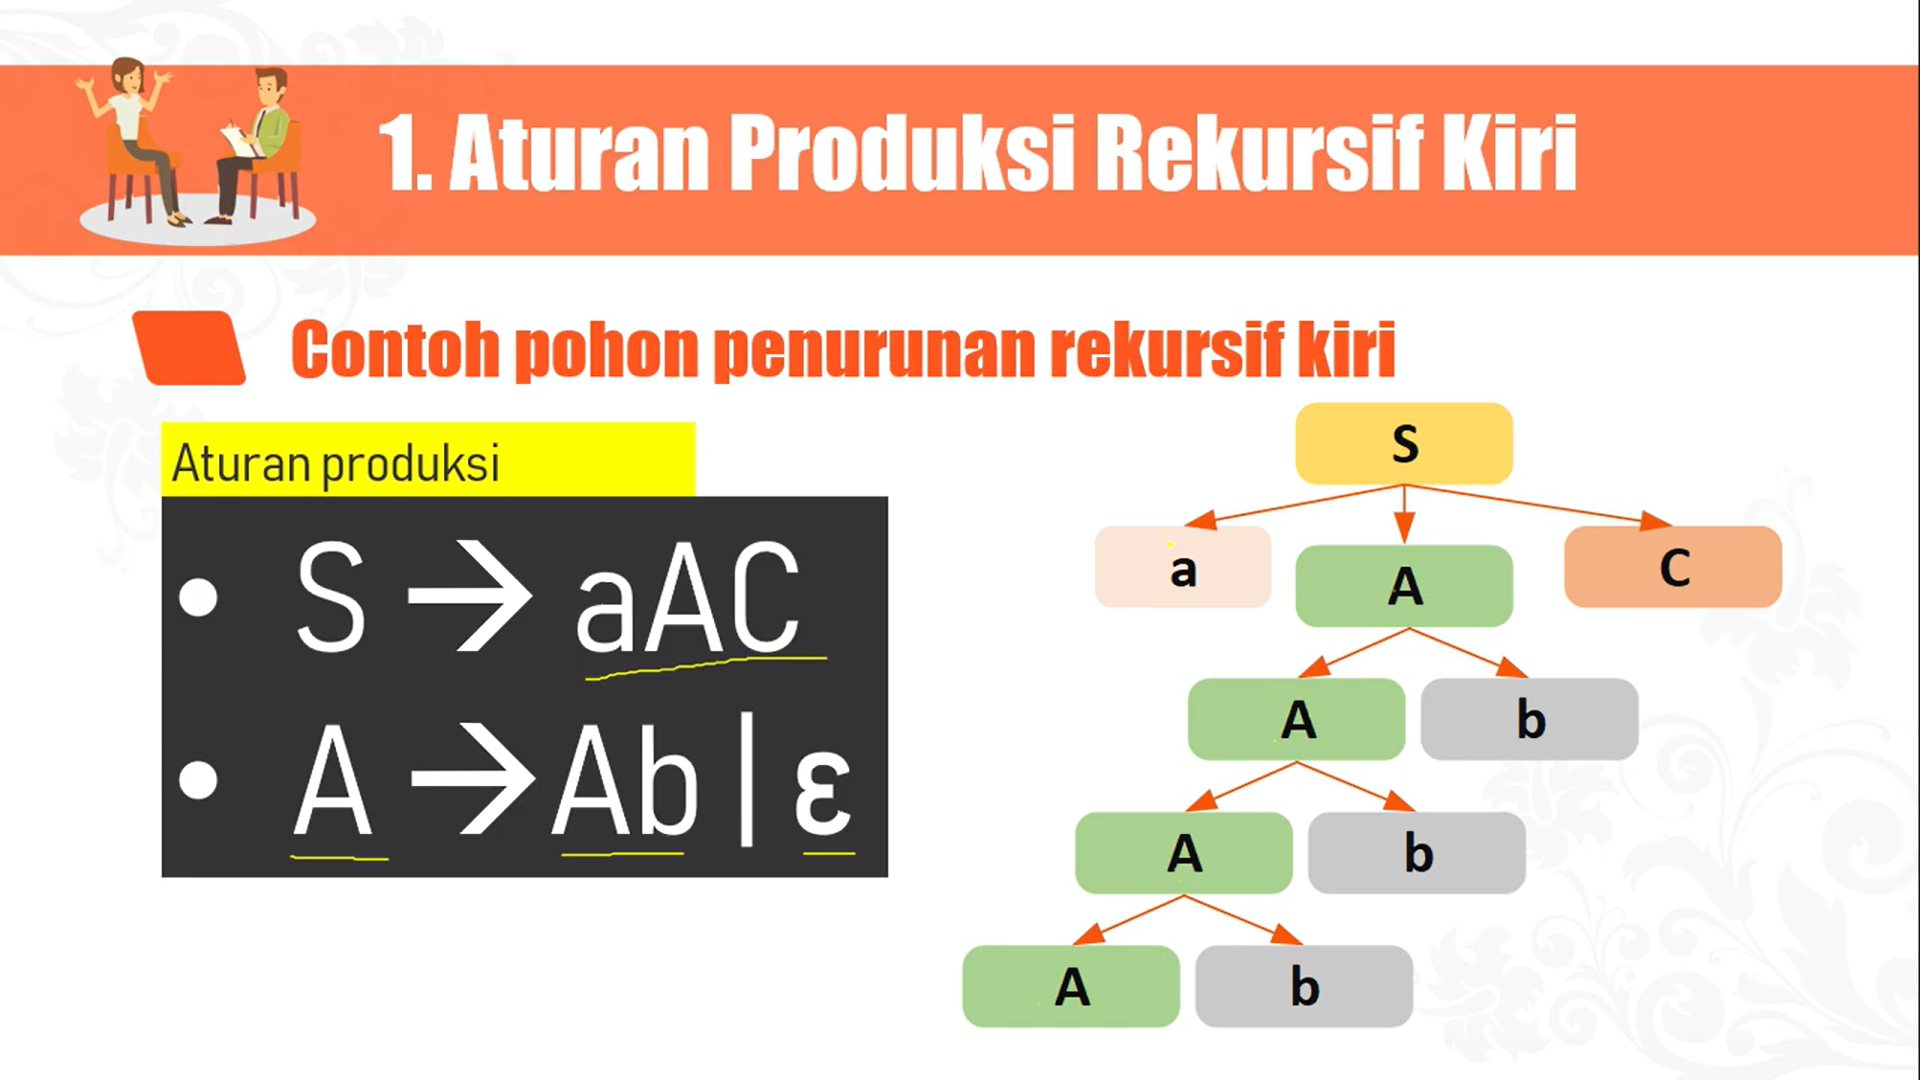 1. Aturan Produksi Rekursif Kiri
Contoh pohon penurunan rekursif kiri
Aturan produksi
• S → aAC
• A → Ab | ε
S
a A C
A b
A b
A b